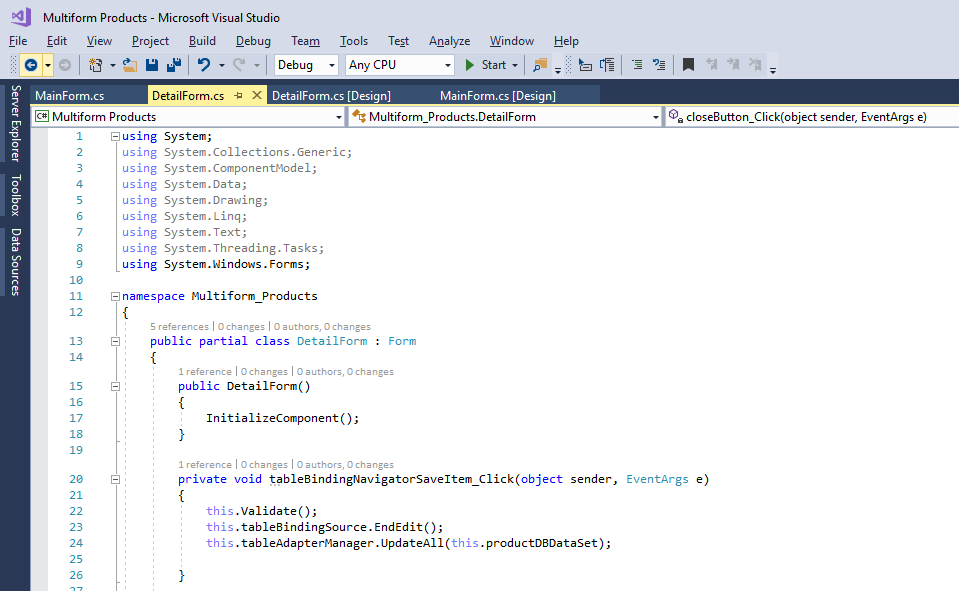 Multiform Products - Microsoft Visual Studio
File Edit View Project Build Debug Team Tools Test Analyze Window Help
Debug Any CPU Start
MainForm.cs DetailForm.cs DetailForm.cs [Design] MainForm.cs [Design]
C# Multiform Products Multiform_Products.DetailForm closeButton_Click(object sender, EventArgs e)
Server Explorer
Toolbox
Data Sources
1 using System;
2 using System.Collections.Generic;
3 using System.ComponentModel;
4 using System.Data;
5 using System.Drawing;
6 using System.Linq;
7 using System.Text;
8 using System.Threading.Tasks;
9 using System.Windows.Forms;
10
11 namespace Multiform_Products
12 {
5 references | 0 changes | 0 authors, 0 changes
13 public partial class DetailForm : Form
14 {
1 reference | 0 changes | 0 authors, 0 changes
15 public DetailForm()
16 {
17 InitializeComponent();
18 }
19
1 reference | 0 changes | 0 authors, 0 changes
20 private void tableBindingNavigatorSaveItem_Click(object sender, EventArgs e)
21 {
22 this.Validate();
23 this.tableBindingSource.EndEdit();
24 this.tableAdapterManager.UpdateAll(this.productDBDataSet);
25
26 }
27